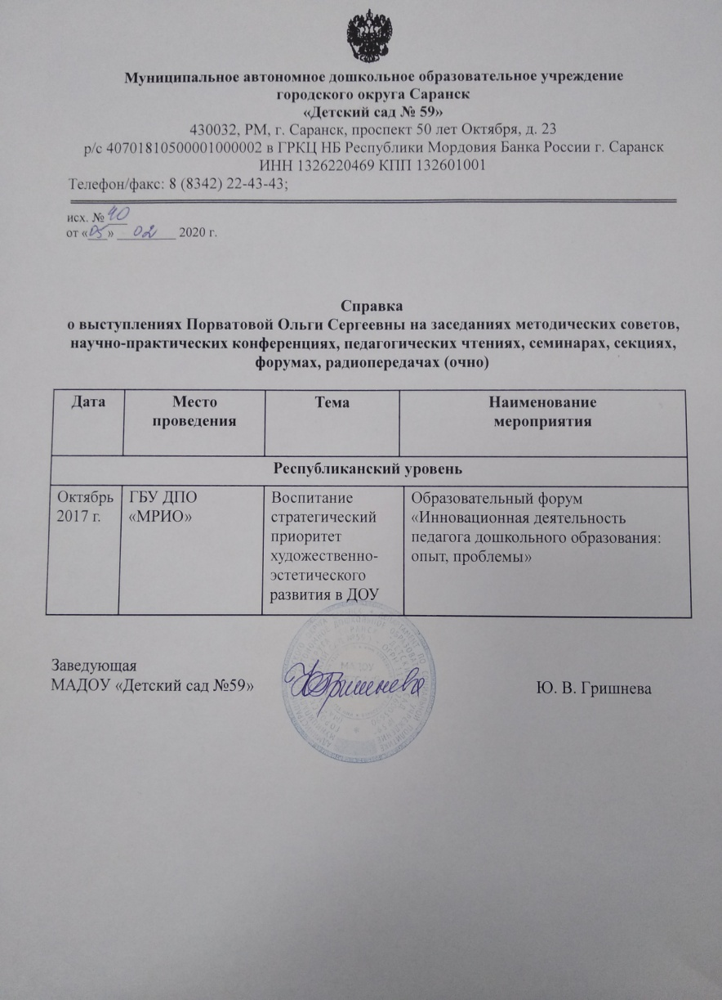 Муниципальное автономное дошкольное образовательное учреждение
городского округа Саранск
«Детский сад № 59»
430032, РМ, г. Саранск, проспект 50 лет Октября, д. 23
р/с 40701810500001000002 в ГРКЦ НБ Республики Мордовия Банка России г. Саранск
ИНН 1326220469 КПП 132601001
Телефон/факс: 8 (8342) 22-43-43;
исх. №
от «05» 02 2020 г.
Справка
о выступлениях Порватовой Ольги Сергеевны на заседаниях методических советов,
научно-практических конференциях, педагогических чтениях, семинарах, секциях,
форумах, радиопередачах (очно)
Дата Место проведения Тема Наименование мероприятия
Республиканский уровень
Октябрь 2017 г.
ГБУ ДПО
«МРИО»
Воспитание
стратегический
приоритет
художественно-
эстетического
развития в ДОУ
Образовательный форум
«Инновационная деятельность
педагога дошкольного образования:
опыт, проблемы»
Заведующая
МАДОУ «Детский сад №59» Ю. В. Гришнева